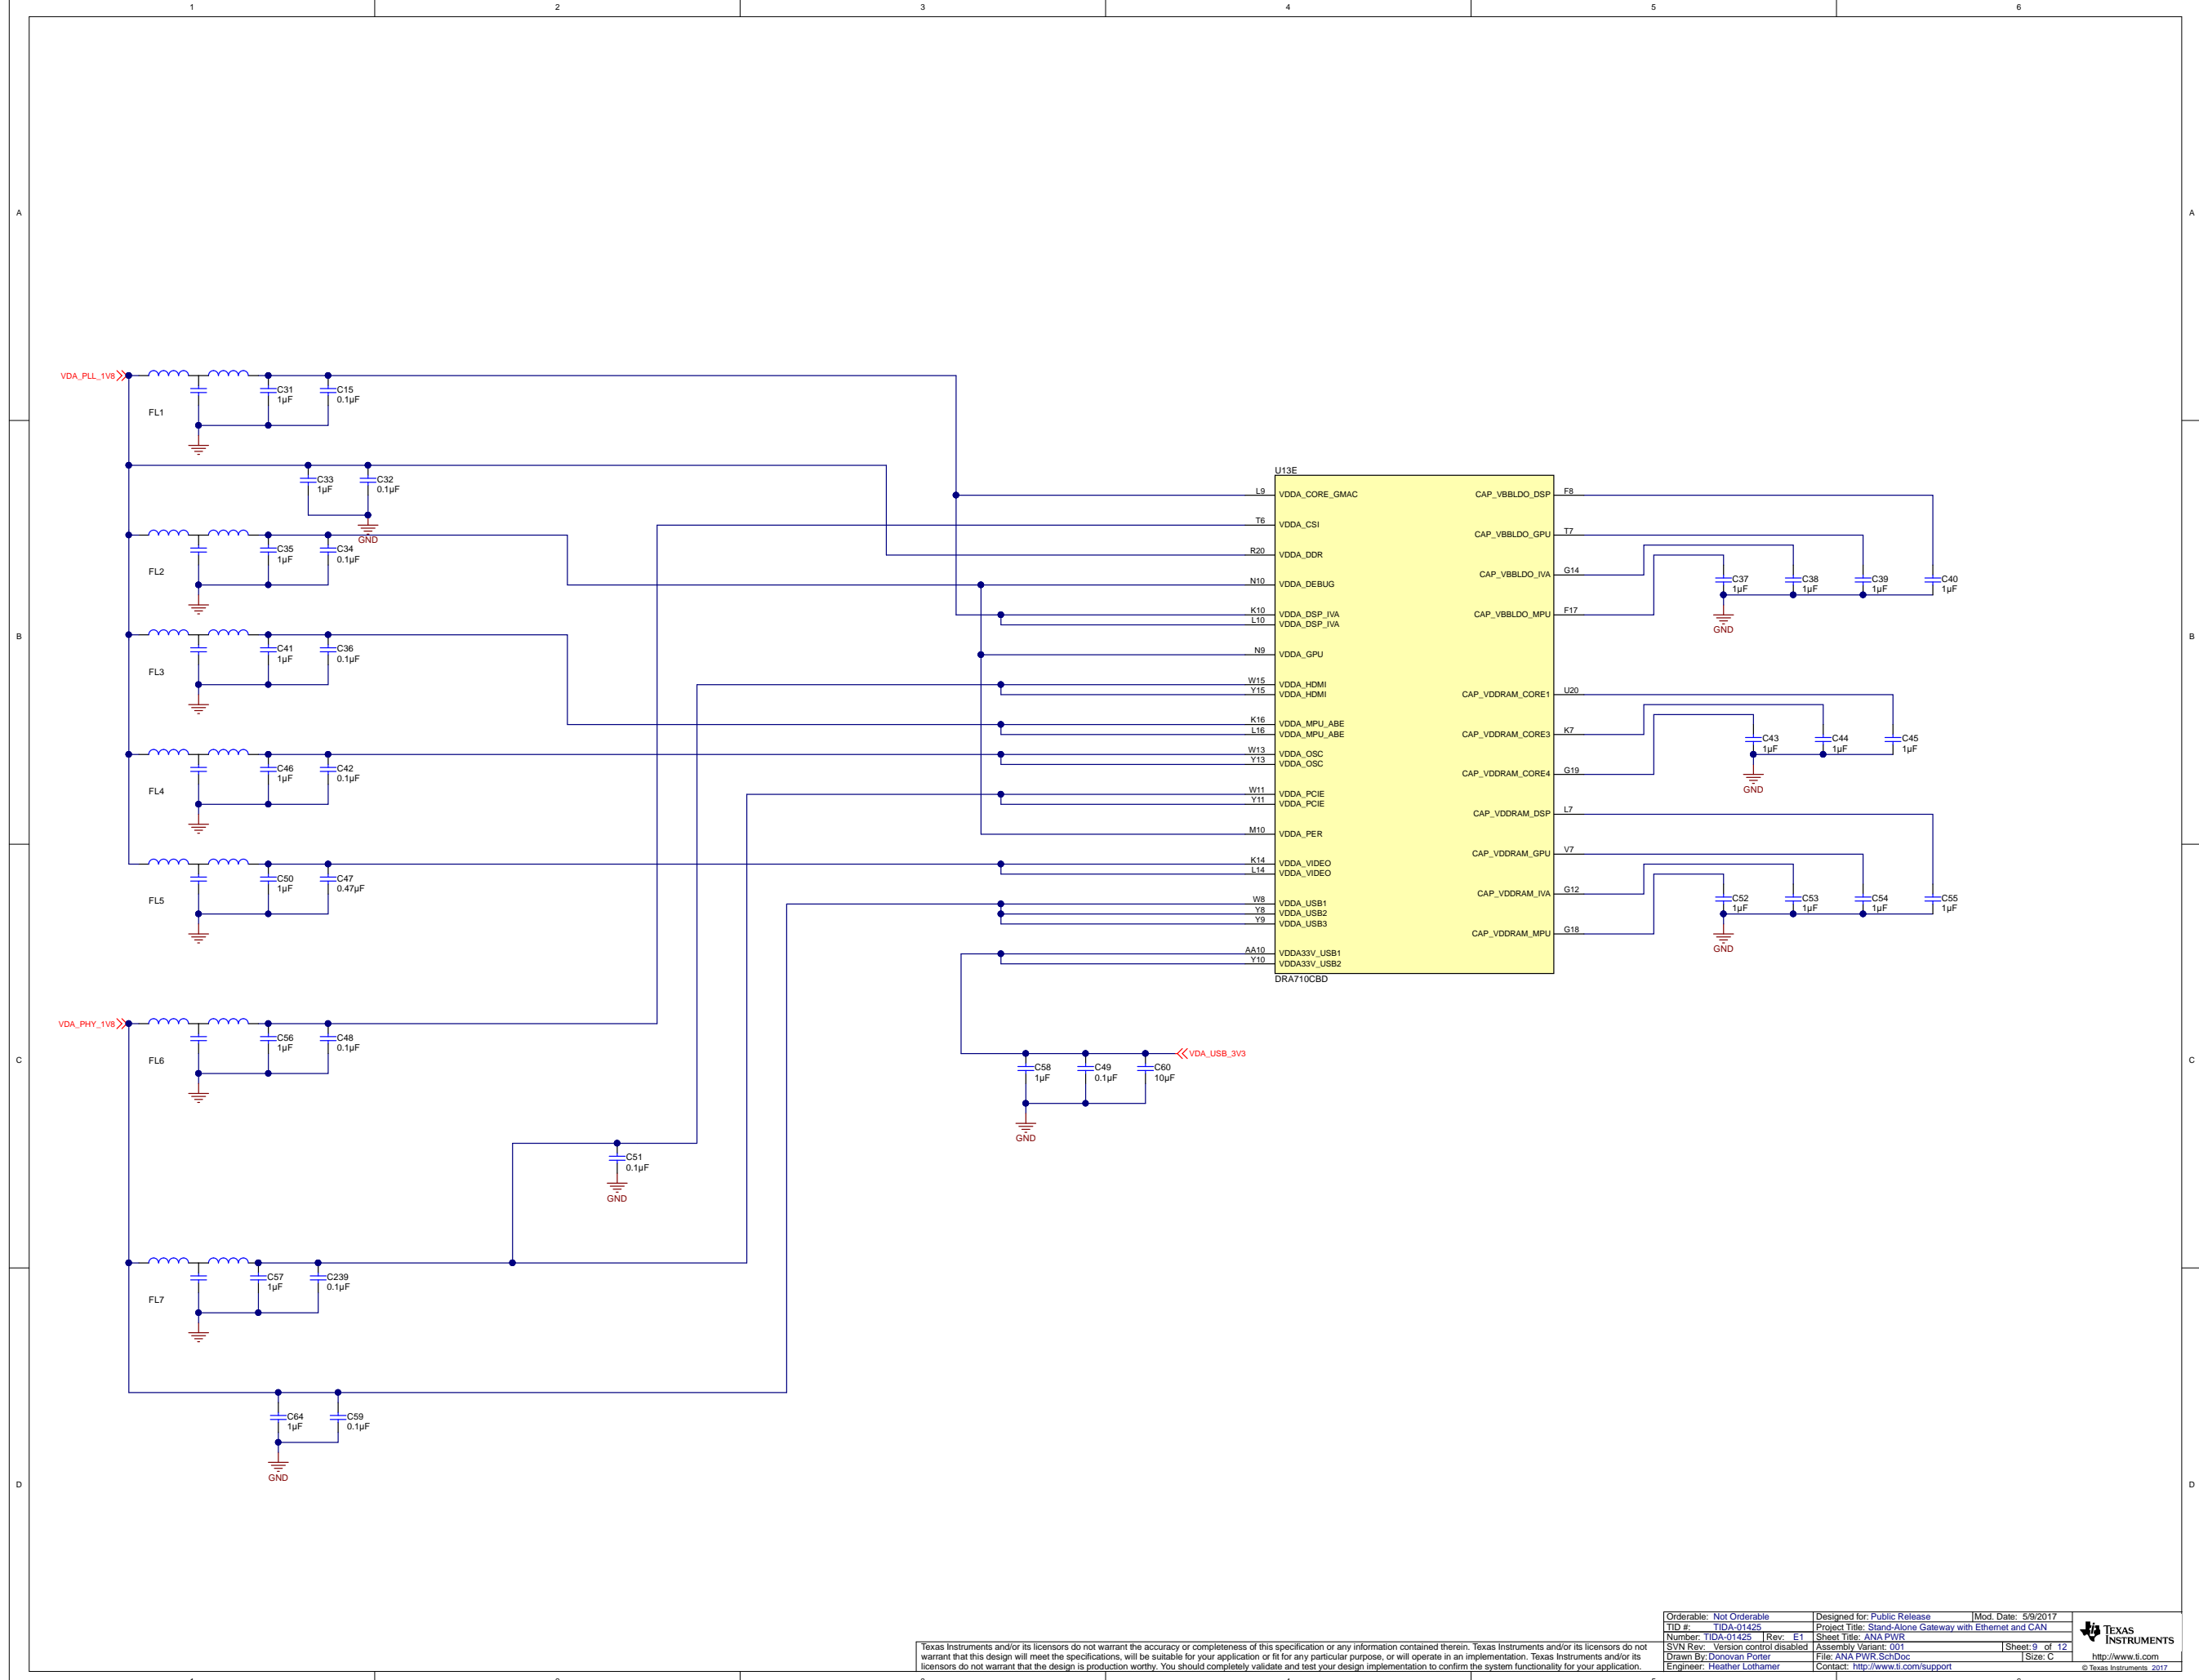 1 2 3 4 5 6
A A
VDA_PLL_1V8
C31
1µF
C15
0.1µF
FL1
C33
1µF
C32
0.1µF
GND
C35
1µF
C34
0.1µF
FL2
B B
C41
1µF
C36
0.1µF
FL3
C46
1µF
C42
0.1µF
FL4
C50
1µF
C47
0.47µF
FL5
VDA_PHY_1V8
C56
1µF
C48
0.1µF
FL6
C C
C51
0.1µF
GND
C57
1µF
C239
0.1µF
FL7
C64
1µF
C59
0.1µF
GND
D D
U13E
L9 VDDA_CORE_GMAC
T6 VDDA_CSI
R20 VDDA_DDR
N10 VDDA_DEBUG
K10 VDDA_DSP_IVA
L10 VDDA_DSP_IVA
N9 VDDA_GPU
W15 VDDA_HDMI
Y15 VDDA_HDMI
K16 VDDA_MPU_ABE
L16 VDDA_MPU_ABE
W13 VDDA_OSC
Y13 VDDA_OSC
W11 VDDA_PCIE
Y11 VDDA_PCIE
M10 VDDA_PER
K14 VDDA_VIDEO
L14 VDDA_VIDEO
W8 VDDA_USB1
Y8 VDDA_USB2
Y9 VDDA_USB3
AA10 VDDA33V_USB1
Y10 VDDA33V_USB2
DRA710CBD
CAP_VBBLDO_DSP F8
CAP_VBBLDO_GPU T7
CAP_VBBLDO_IVA G14
CAP_VBBLDO_MPU F17
CAP_VDDRAM_CORE1 U20
CAP_VDDRAM_CORE3 K7
CAP_VDDRAM_CORE4 G19
CAP_VDDRAM_DSP L7
CAP_VDDRAM_GPU V7
CAP_VDDRAM_IVA G12
CAP_VDDRAM_MPU G18
C37 C38 C39 C40
1µF 1µF 1µF 1µF
GND
C43 C44 C45
1µF 1µF 1µF
GND
C52 C53 C54 C55
1µF 1µF 1µF 1µF
GND
VDA_USB_3V3
C58 C49 C60
1µF 0.1µF 10µF
GND
Texas Instruments and/or its licensors do not warrant the accuracy or completeness of this specification or any information contained therein. Texas Instruments and/or its licensors do not
warrant that this design will meet the specifications, will be suitable for your application or fit for any particular purpose, or will operate in an implementation. Texas Instruments and/or its
licensors do not warrant that the design is production worthy. You should completely validate and test your design implementation to confirm the system functionality for your application.
Orderable: Not Orderable Designed for: Public Release Mod. Date: 5/9/2017
TID #: TIDA-01425 Project Title: Stand-Alone Gateway with Ethernet and CAN
Number: TIDA-01425 Rev: E1 Sheet Title: ANA PWR
SVN Rev: Version control disabled Assembly Variant: 001 Sheet: 9 of 12
Drawn By: Donovan Porter File: ANA PWR.SchDoc Size: C
Engineer: Heather Lothamer Contact: http://www.ti.com/support
TEXAS
INSTRUMENTS
http://www.ti.com
© Texas Instruments 2017